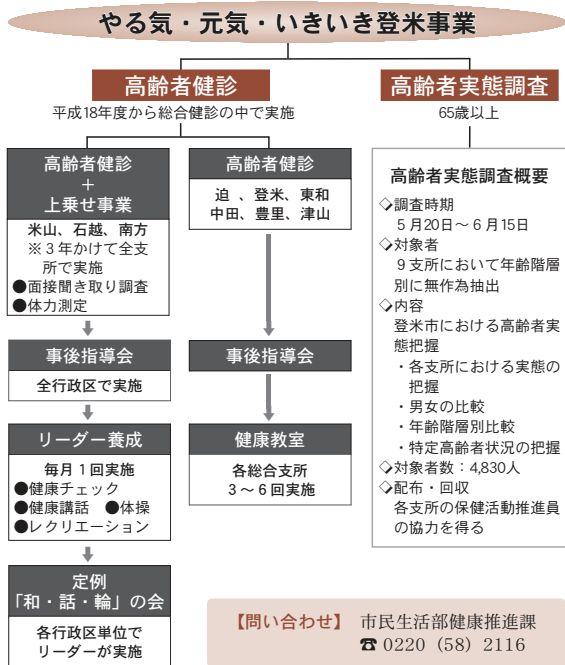 やる気・元気・いきいき登米事業
高齢者健診
平成18年度から総合健診の中で実施
高齢者健診
＋
上乗せ事業
米山、石越、南方
※３年かけて全支
所で実施
●面接聞き取り調査
●体力測定
事後指導会
全行政区で実施
リーダー養成
毎月１回実施
●健康チェック
●健康講話　●体操
●レクリエーション
定例
「和・話・輪」の会
各行政区単位で
リーダーが実施
高齢者健診
迫 、登米、東和
中田、豊里、津山
事後指導会
健康教室
各総合支所
３～６回実施
高齢者実態調査
65歳以上
高齢者実態調査概要
◇調査時期
５月20日～６月15日
◇対象者
９支所において年齢階層
別に無作為抽出
◇内容
登米市における高齢者実
態把握
・各支所における実態の
把握
・男女の比較
・年齢階層別比較
・特定高齢者状況の把握
◇対象者数：4,830人
◇配布・回収
各支所の保健活動推進員
の協力を得る
【問い合わせ】　市民生活部健康推進課
☎ 0220（58）2116